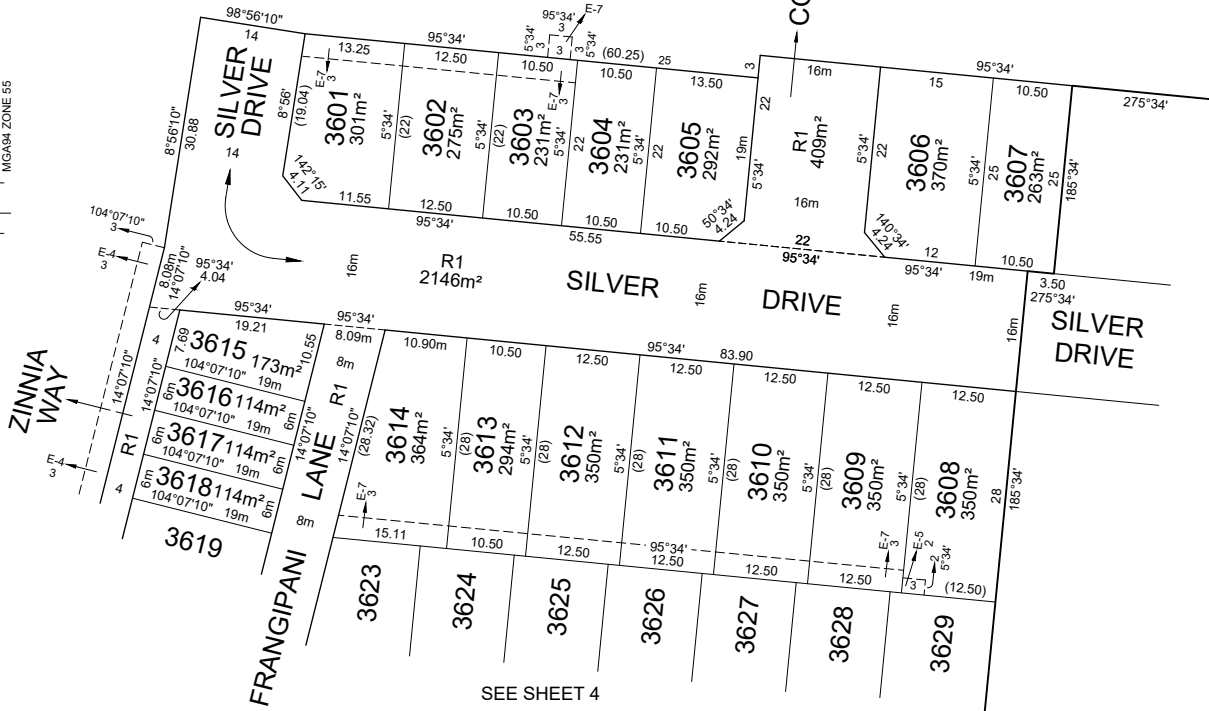 MGA94 ZONE 55
98°56'10"
14
SILVER
DRIVE
14
8°56'10"
30.88
8°56'
(19.04)
95°34'
13.25
12.50
10.50
10.50
13.50
95°34'
3
3
3
3
5°34'
5°34'
E-7
(60.25)
25
3
E-7
3
E-7
3
3601
301m²
5°34'
(22)
3602
275m²
5°34'
(22)
3603
231m²
5°34'
22
3604
231m²
5°34'
22
3605
292m²
19m
22
5°34'
16m
R1
409m²
16m
5°34'
22
CO
15
95°34'
10.50
275°34'
3606
370m²
5°34'
25
3607
263m²
25
185°34'
142°15'
4.11
11.55
12.50
10.50
10.50
10.50
95°34'
55.55
50°34'
4.24
22
95°34'
140°34'
4.24
12
10.50
95°34'
19m
3.50
275°34'
104°07'10"
3
E-4
3
8.08m
14°07'10"
95°34'
4.04
16m
R1
2146m²
SILVER
16m
DRIVE
16m
16m
SILVER
DRIVE
95°34'
19.21
95°34'
8.09m
10.90m
10.50
12.50
95°34'
83.90
12.50
12.50
12.50
12.50
ZINNIA
WAY
E-4
3
14°07'10"
4
14°07'10"
R1
4
7.69
3615 173m²
10.55
104°07'10" 19m
6m
3616 114m²
6m
104°07'10" 19m
6m
3617 114m²
6m
104°07'10" 19m
6m
3618 114m²
6m
104°07'10" 19m
3619
8m
R1
14°07'10"
14°07'10"
(28.32)
FRANGIPANI LANE
8m
3614
364m²
5°34'
(28)
3613
294m²
5°34'
(28)
3612
350m²
5°34'
(28)
3611
350m²
5°34'
(28)
3610
350m²
5°34'
(28)
3609
350m²
5°34'
(28)
3608
350m²
28
185°34'
E-7
3
E-7
3
E-5
2
2
5°34'
3
15.11
10.50
12.50
95°34'
12.50
12.50
12.50
(12.50)
3623
3624
3625
3626
3627
3628
3629
SEE SHEET 4